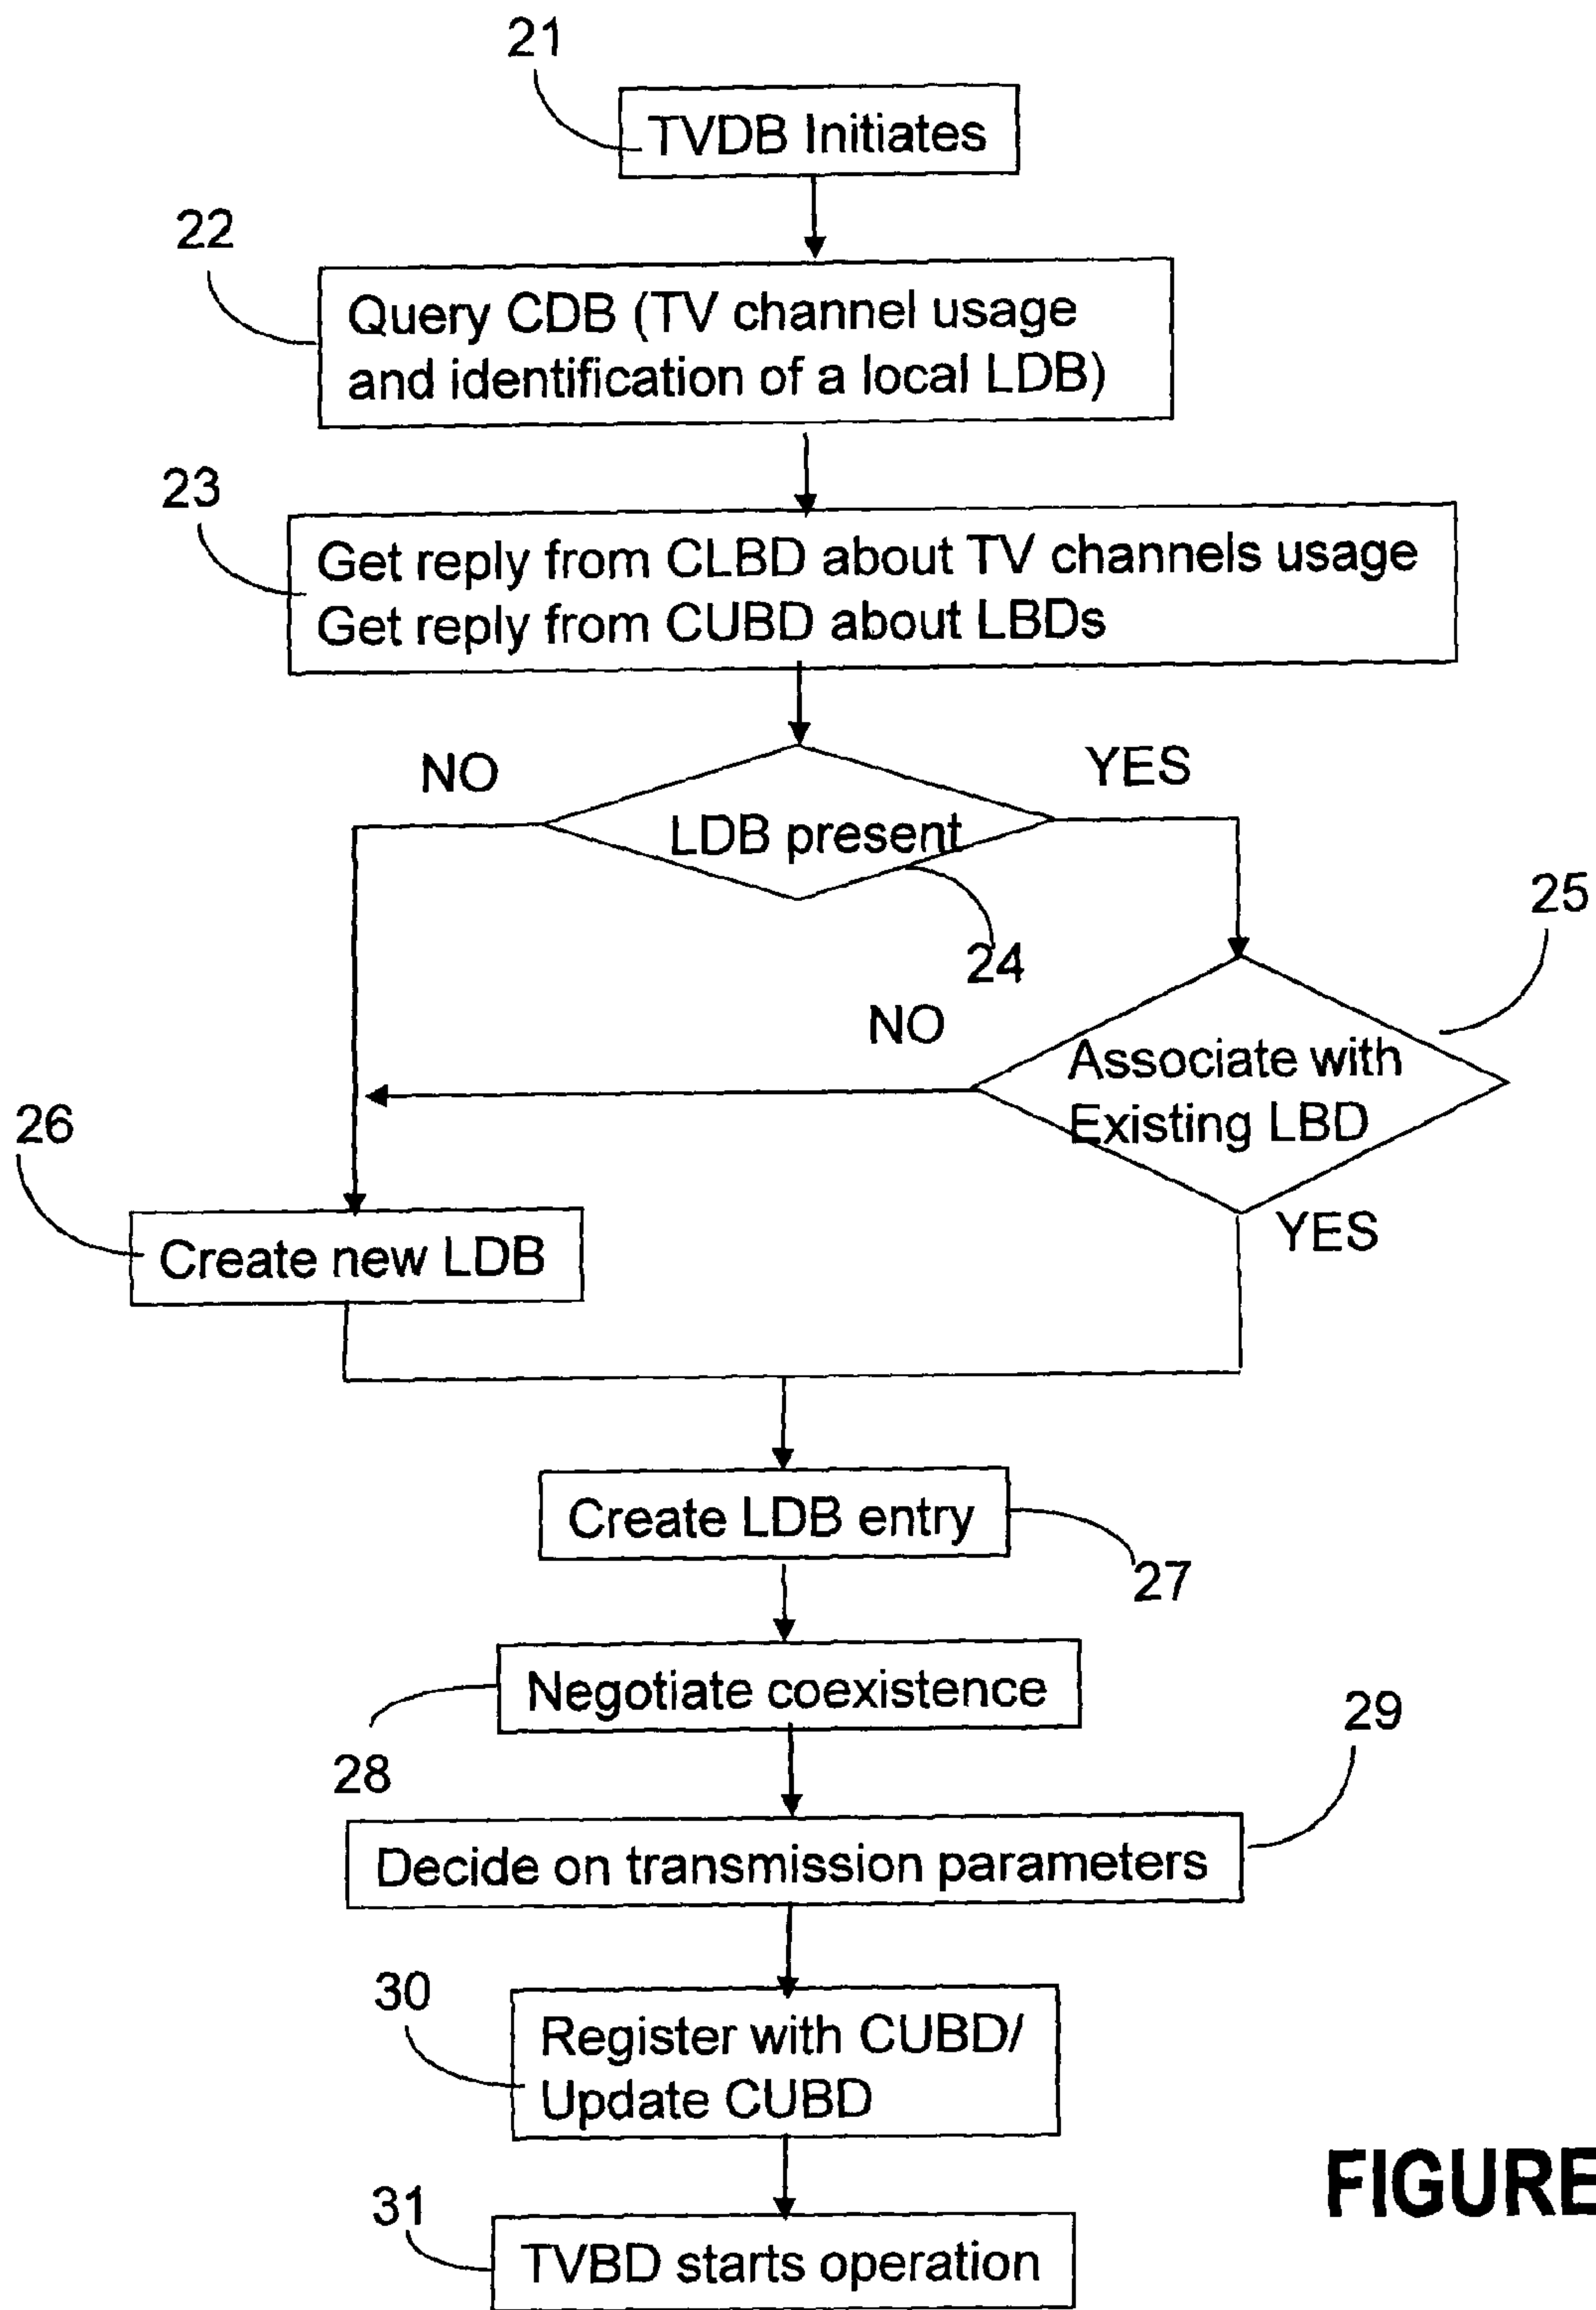 21
TVDB Initiates
22
Query CDB (TV channel usage
and identification of a local LDB)
23
Get reply from CLBD about TV channels usage
Get reply from CUBD about LBDs
NO
YES
LDB present
24
25
NO
Associate with
Existing LBD
26
YES
Create new LDB
Create LDB entry
27
Negotiate coexistence
28
29
Decide on transmission parameters
30
Register with CUBD/
Update CUBD
FIGURE
31
TVBD starts operation